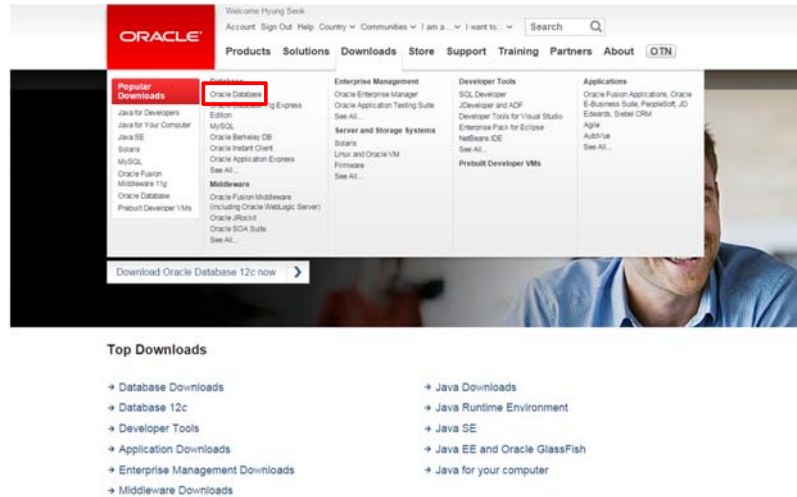 Welcome Hyung Seok
ORACLE
Account Sign Out Help Country Communities I am a... I want to... Search
Products Solutions Downloads Store Support Training Partners About OTN
Popular
Downloads
Java for Developers
Java for Your Computer
Java SE
Solaris
MySQL
Oracle Fusion
Middleware 11g
Oracle Database
Prebuilt Developer VMs
Database
Oracle Database
Oracle Database 11g Express
Edition
MySQL
Oracle Berkeley DB
Oracle Instant Client
Oracle Application Express
See All...
Middleware
Oracle Fusion Middleware
(including Oracle WebLogic Server)
Oracle JRockit
Oracle SOA Suite
See All...
Enterprise Management
Oracle Enterprise Manager
Oracle Application Testing Suite
See All...
Server and Storage Systems
Solaris
Linux and Oracle VM
Firmware
See All...
Developer Tools
SQL Developer
JDeveloper and ADF
Developer Tools for Visual Studio
Enterprise Pack for Eclipse
NetBeans IDE
See All...
Prebuilt Developer VMs
Applications
Oracle Fusion Applications, Oracle
E-Business Suite, PeopleSoft, JD
Edwards, Siebel CRM
Agile
AutoVue
See All...
Download Oracle Database 12c now
Top Downloads
Database Downloads
Database 12c
Developer Tools
Application Downloads
Enterprise Management Downloads
Middleware Downloads
Java Downloads
Java Runtime Environment
Java SE
Java EE and Oracle GlassFish
Java for your computer